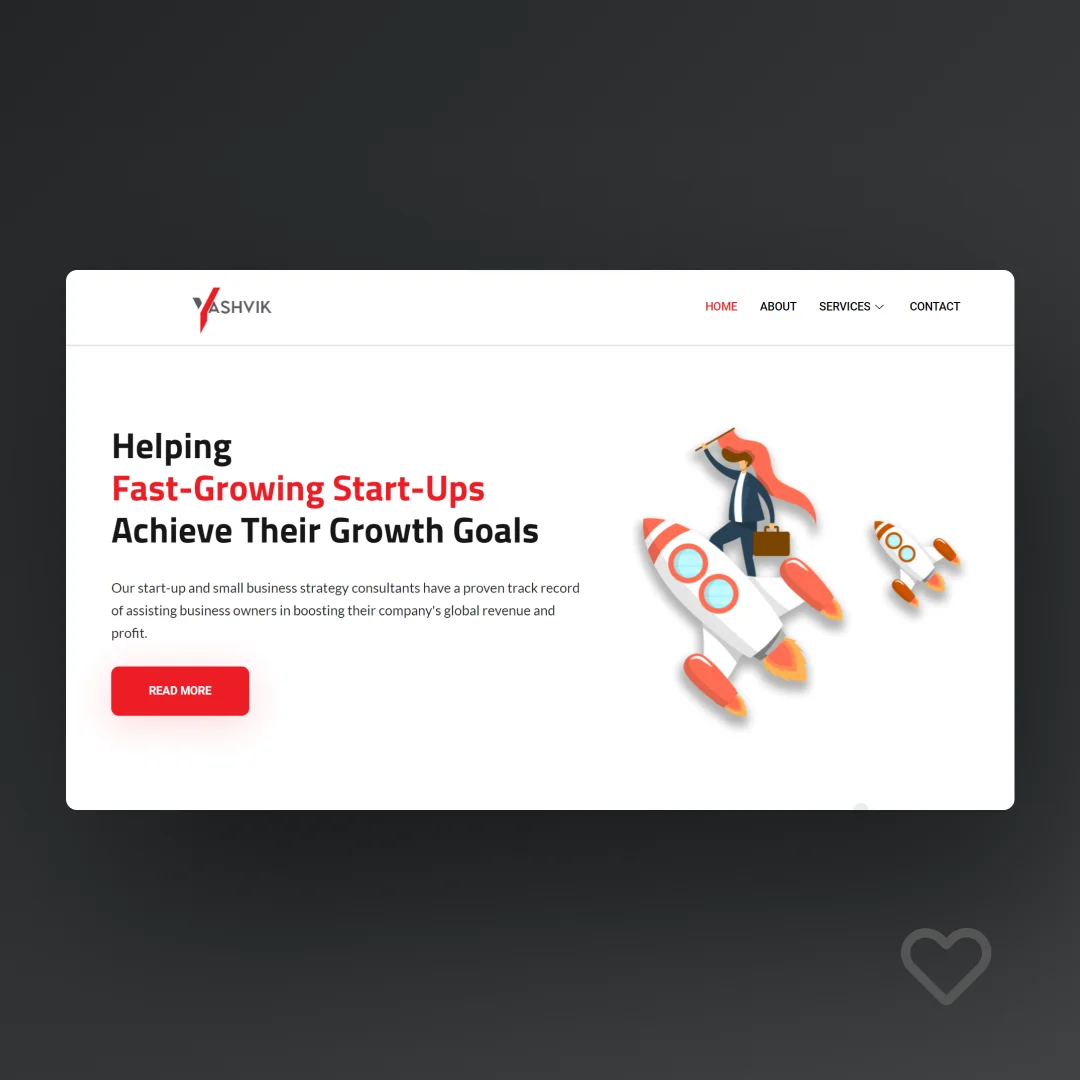 YASHVIK
HOME ABOUT SERVICES CONTACT
Helping
Fast-Growing Start-Ups
Achieve Their Growth Goals
Our start-up and small business strategy consultants have a proven track record
of assisting business owners in boosting their company's global revenue and
profit.
READ MORE